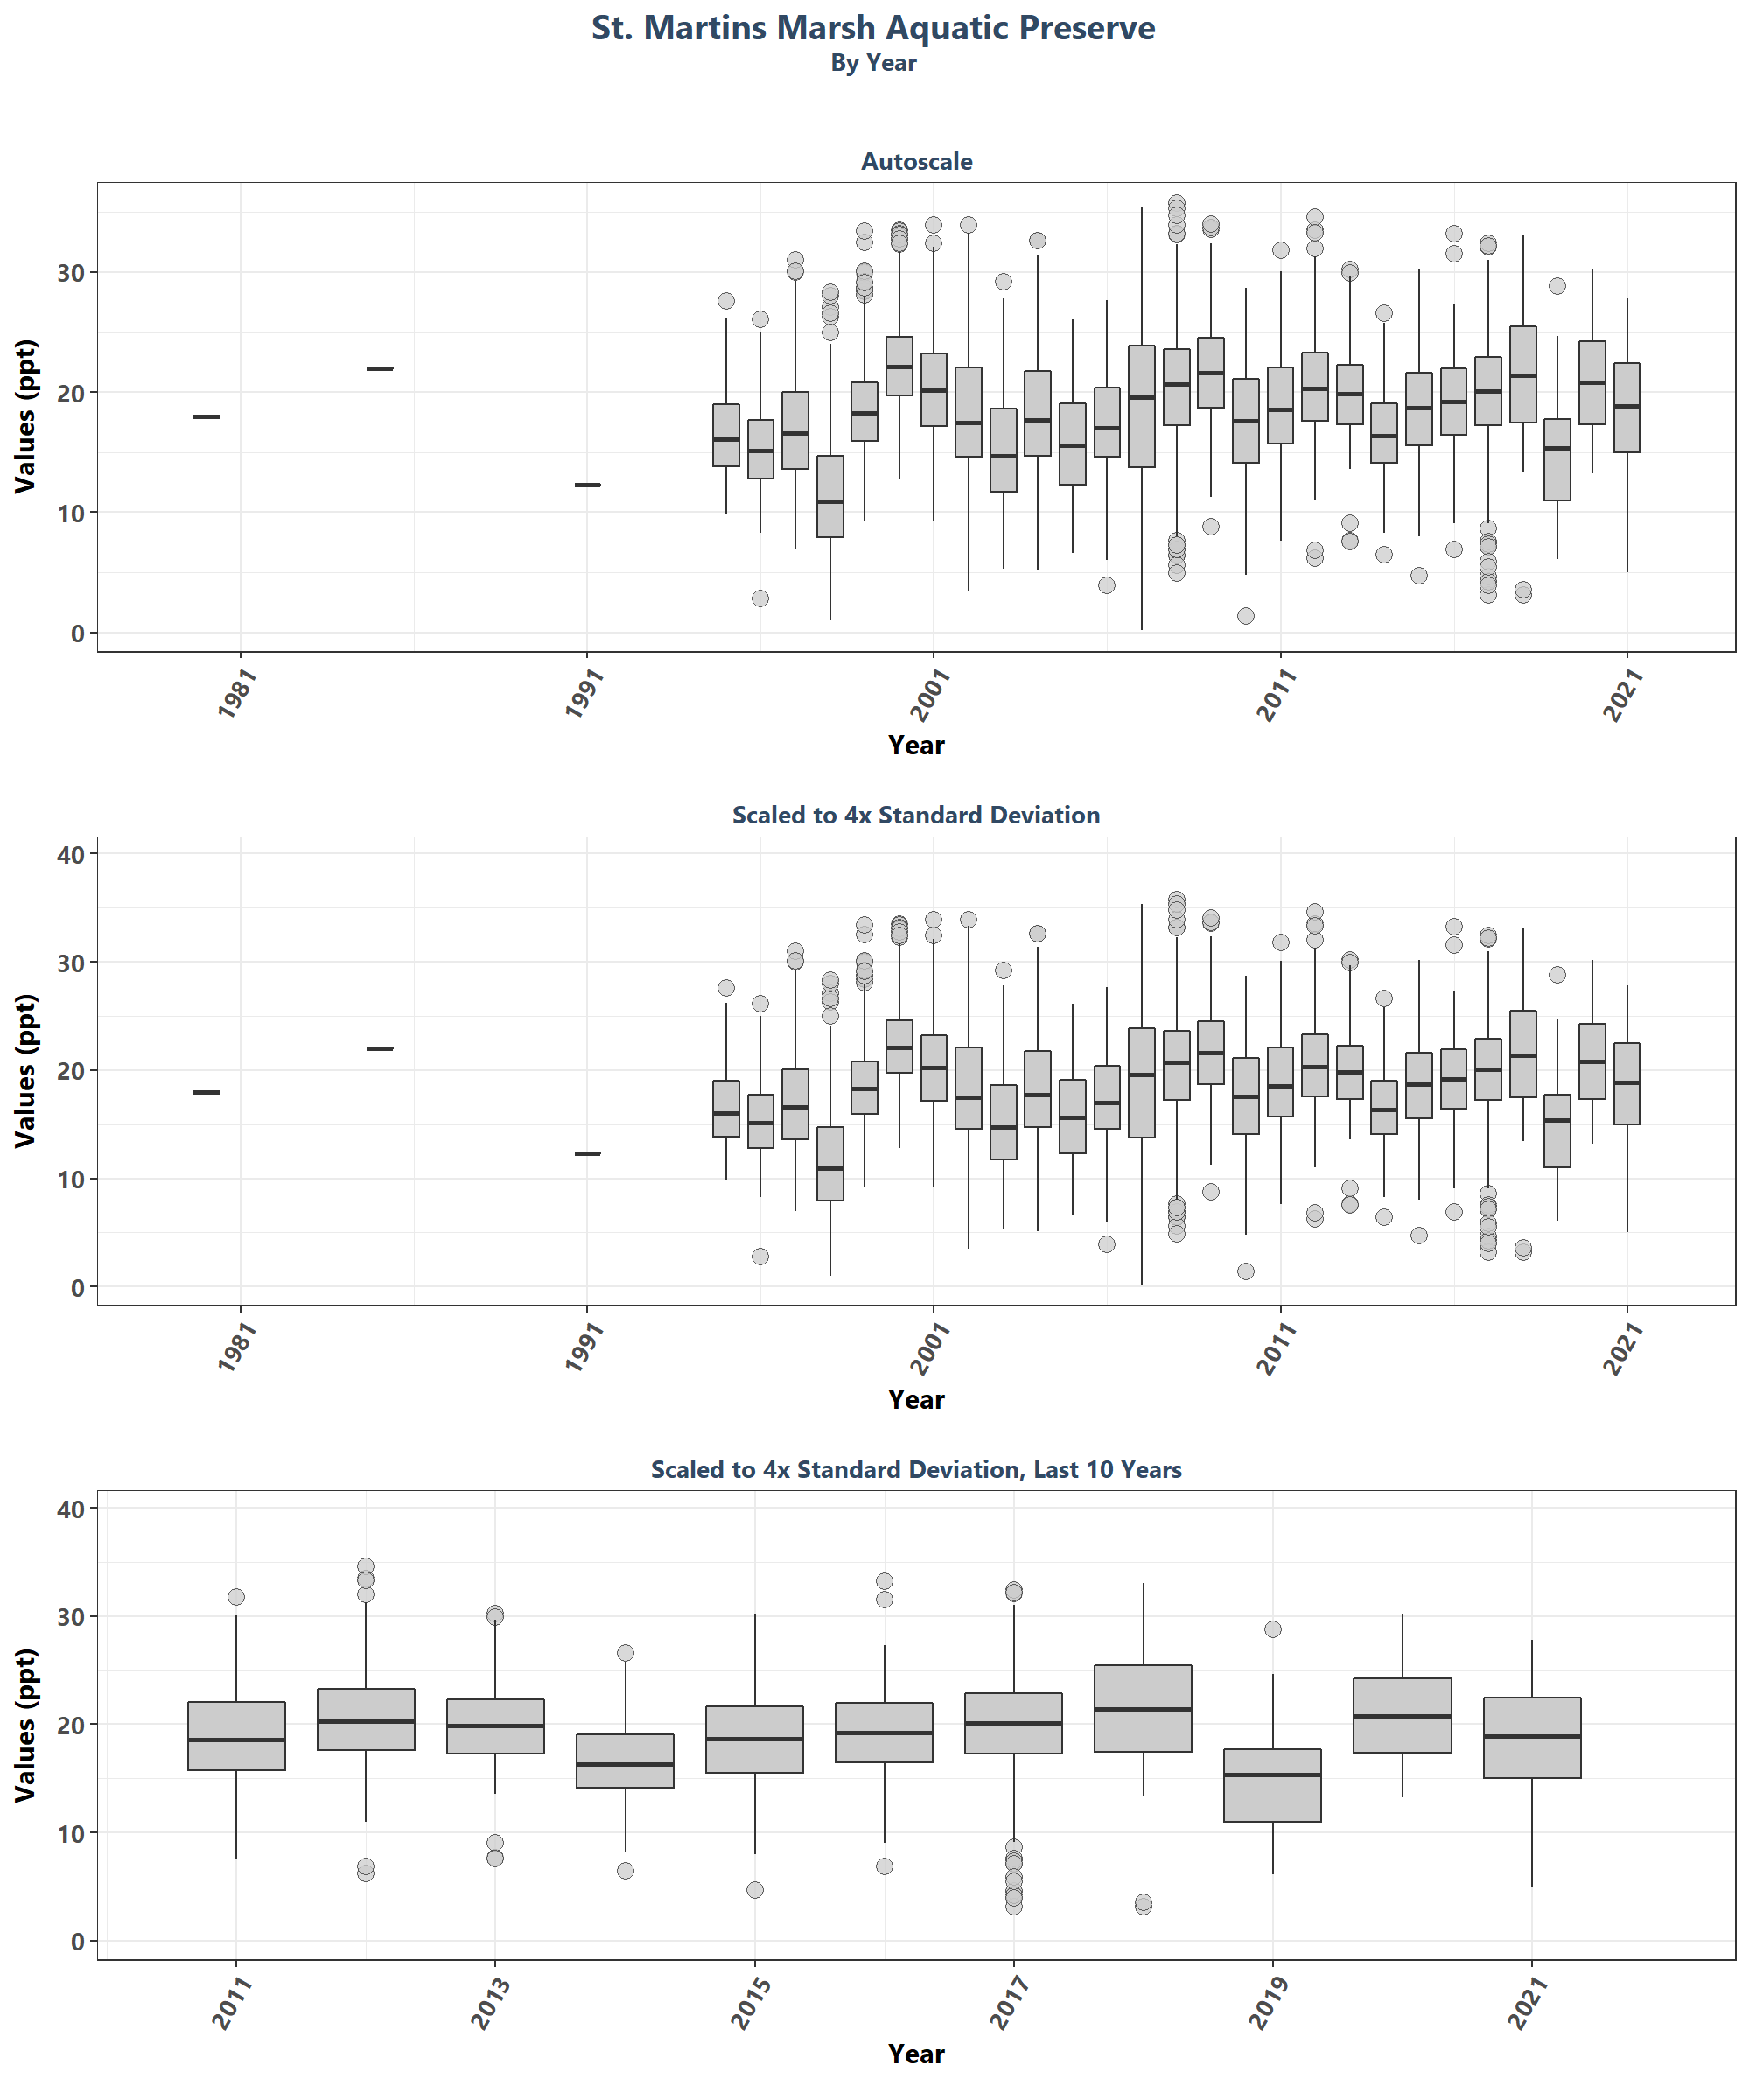 St. Martins Marsh Aquatic Preserve
By Year
Autoscale
Values (ppt)
30
20
10
0
1981
1991
2001
2011
2021
Year
Scaled to 4x Standard Deviation
Values (ppt)
40
30
20
10
0
1981
1991
2001
2011
2021
Year
Scaled to 4x Standard Deviation, Last 10 Years
Values (ppt)
40
30
20
10
0
2011
2013
2015
2017
2019
2021
Year